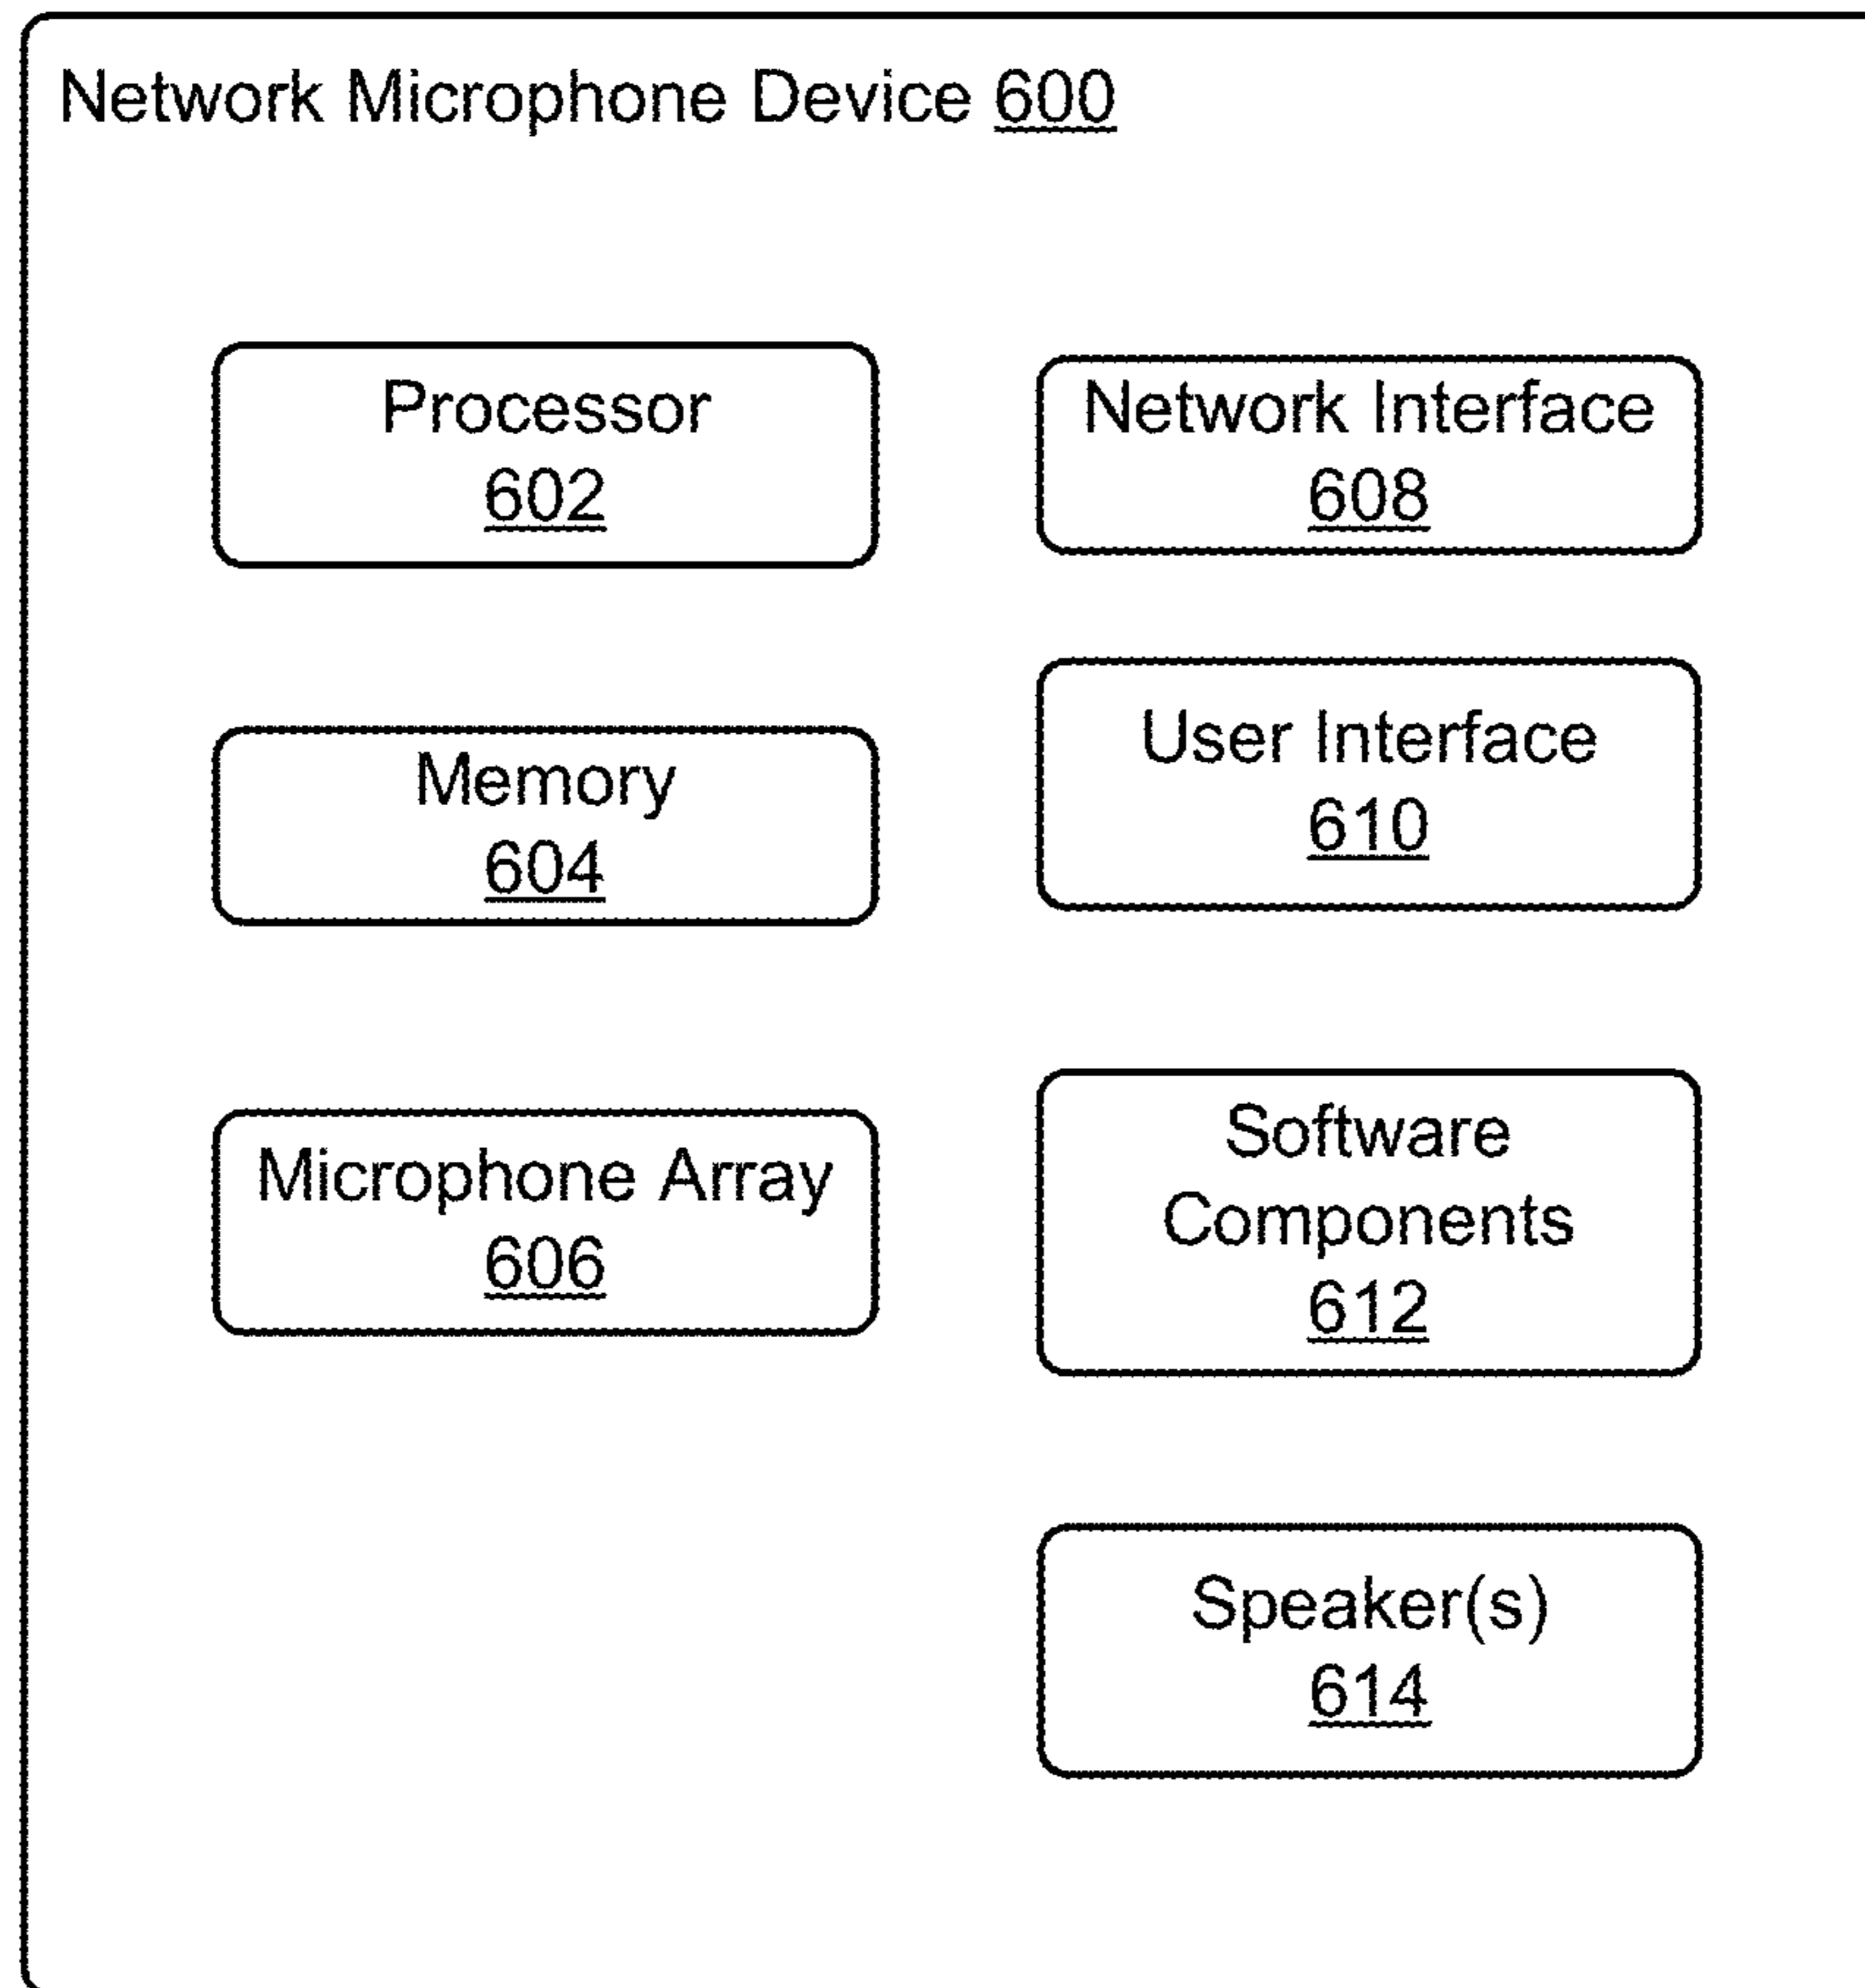 Network Microphone Device 600
Processor
602
Memory
604
Microphone Array
606
Network Interface
608
User Interface
610
Software
Components
612
Speaker(s)
614